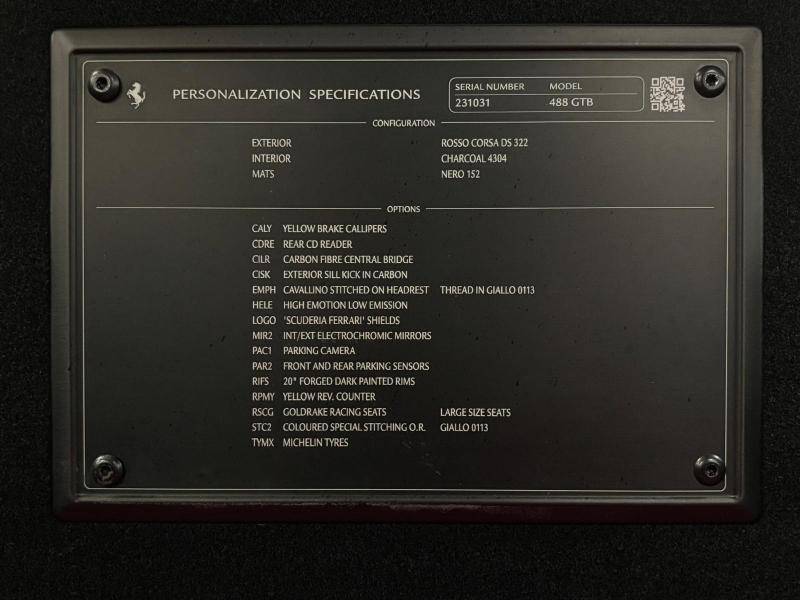 PERSONALIZATION SPECIFICATIONS
SERIAL NUMBER MODEL
231031 488 GTB
CONFIGURATION
EXTERIOR ROSSO CORSA DS 322
INTERIOR CHARCOAL 4304
MATS NERO 152
OPTIONS
CALY YELLOW BRAKE CALLIPERS
CDRE REAR CD READER
CILR CARBON FIBRE CENTRAL BRIDGE
CISK EXTERIOR SILL KICK IN CARBON
EMPH CAVALLINO STITCHED ON HEADREST THREAD IN GIALLO 0113
HELE HIGH EMOTION LOW EMISSION
LOGO 'SCUDERIA FERRARI' SHIELDS
MIR2 INT/EXT ELECTROCHROMIC MIRRORS
PAC1 PARKING CAMERA
PAR2 FRONT AND REAR PARKING SENSORS
RIFS 20" FORGED DARK PAINTED RIMS
RPMY YELLOW REV. COUNTER
RSCG GOLDRAKE RACING SEATS LARGE SIZE SEATS
STC2 COLOURED SPECIAL STITCHING O.R. GIALLO 0113
TYMX MICHELIN TYRES